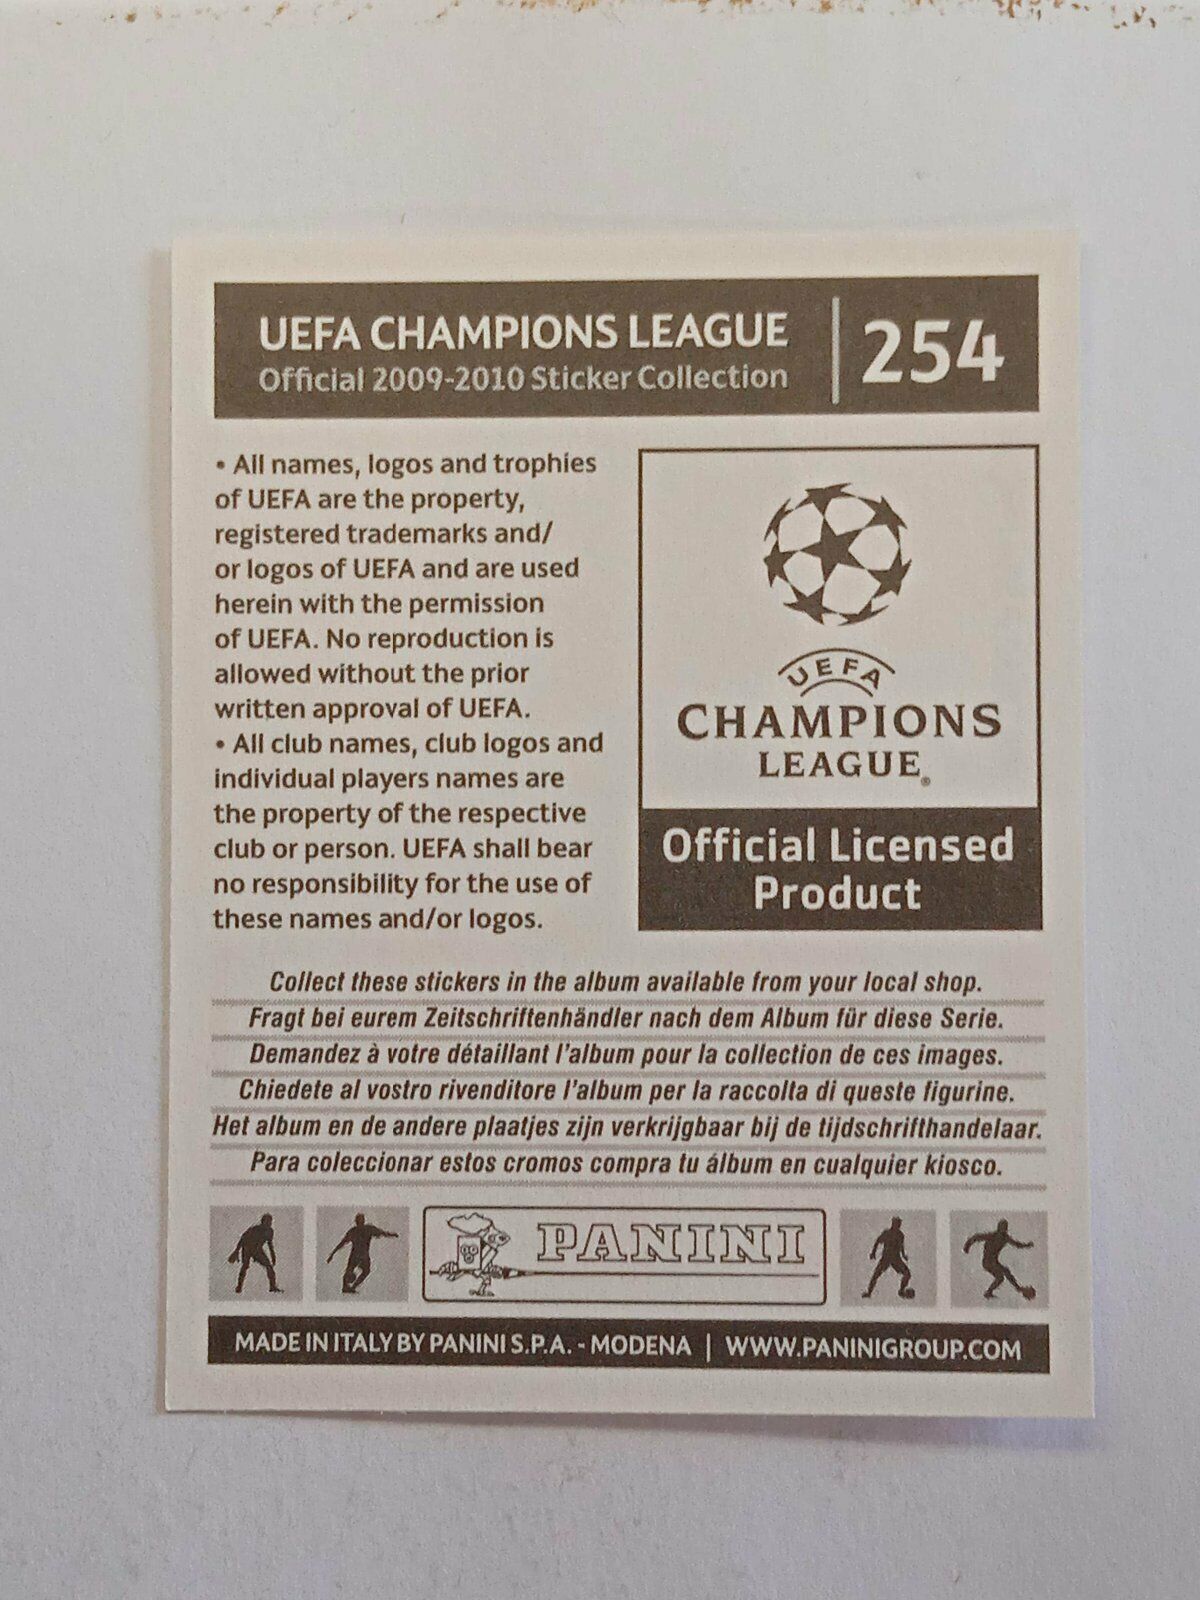 UEFA CHAMPIONS LEAGUE
Official 2009-2010 Sticker Collection
254
• All names, logos and trophies
of UEFA are the property,
registered trademarks and/
or logos of UEFA and are used
herein with the permission
of UEFA. No reproduction is
allowed without the prior
written approval of UEFA.
• All club names, club logos and
individual players names are
the property of the respective
club or person. UEFA shall bear
no responsibility for the use of
these names and/or logos.
UEFA
CHAMPIONS
LEAGUE®
Official Licensed
Product
Collect these stickers in the album available from your local shop.
Fragt bei eurem Zeitschriftenhändler nach dem Album für diese Serie.
Demandez à votre détaillant l'album pour la collection de ces images.
Chiedete al vostro rivenditore l'album per la raccolta di queste figurine.
Het album en de andere plaatjes zijn verkrijgbaar bij de tijdschrifthandelaar.
Para coleccionar estos cromos compra tu álbum en cualquier kiosco.
PANINI
MADE IN ITALY BY PANINI S.P.A. - MODENA | WWW.PANINIGROUP.COM